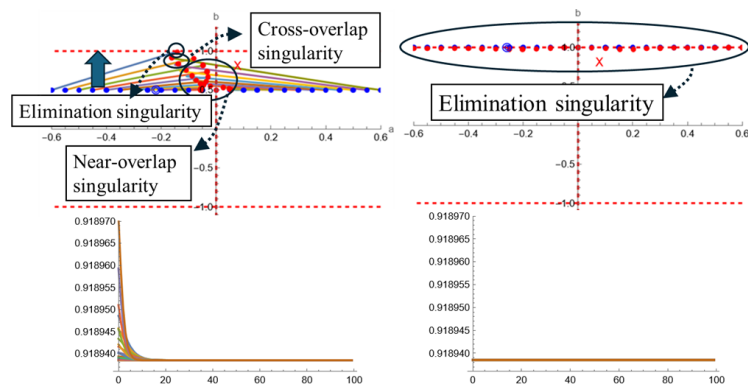 b
Cross-overlap
singularity
X
Elimination singularity
a
-0.6 -0.4 -0.2 0.2 0.4 0.6
Near-overlap
singularity
-0.5
-1.0
0.918970
0.918965
0.918960
0.918955
0.918950
0.918945
0.918940
0 20 40 60 80 100
b
X
Elimination singularity
-0.6 -0.4 -0.2 0.2 0.4 0.6
-0.5
-1.0
0.918970
0.918965
0.918960
0.918955
0.918950
0.918945
0.918940
0 20 40 60 80 100